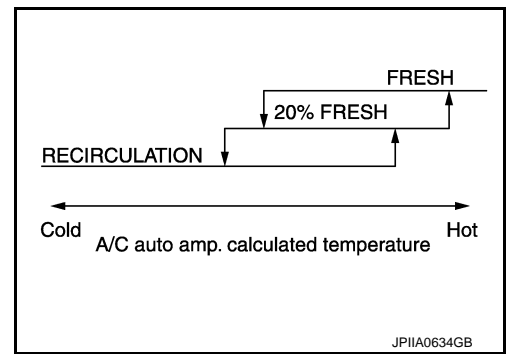 FRESH
20% FRESH
RECIRCULATION
Cold
Hot
A/C auto amp. calculated temperature
JPIIA0634GB